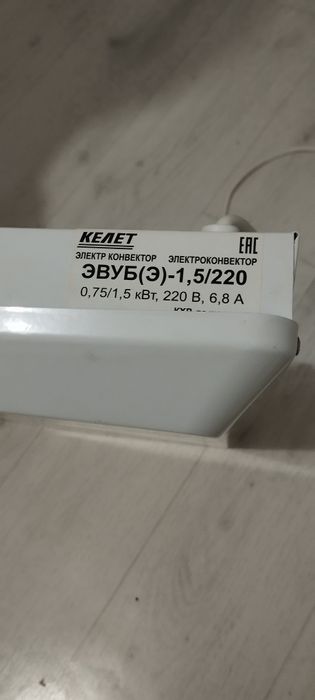 КЕЛЕТ EAC
ЭЛЕКТР КОНВЕКТОР ЭЛЕКТРОКОНВЕКТОР
ЭВУБ(Э)-1,5/220
0,75/1,5 кВт, 220 В, 6,8 А